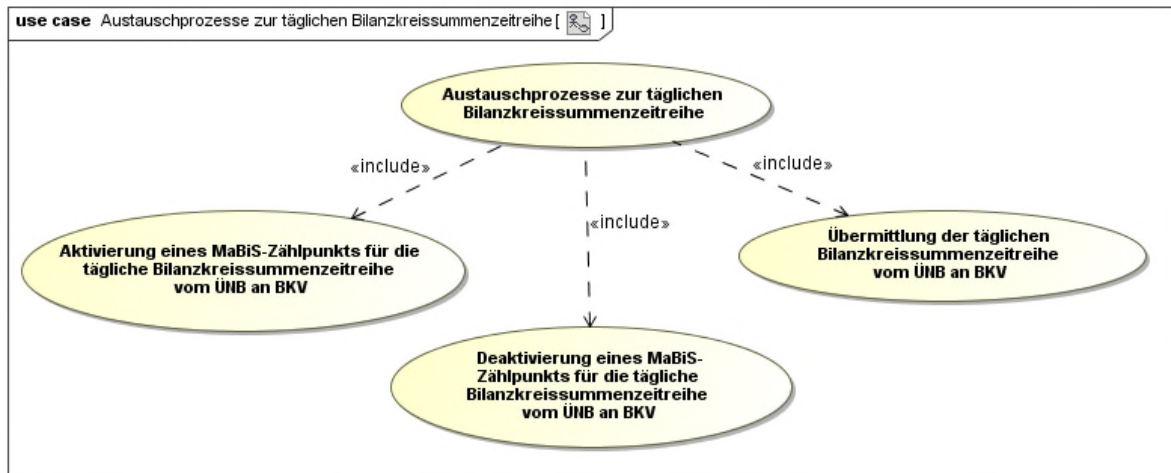 use case Austauschprozesse zur täglichen Bilanzkreissummenzeitreihe [ ]
Austauschprozesse zur täglichen
Bilanzkreissummenzeitreihe
«include»
«include»
«include»
Aktivierung eines MaBiS-Zählpunkts für die
tägliche Bilanzkreissummenzeitreihe
vom ÜNB an BKV
Übermittlung der täglichen
Bilanzkreissummenzeitreihe
vom ÜNB an BKV
Deaktivierung eines MaBiS-
Zählpunkts für die tägliche
Bilanzkreissummenzeitreihe
vom ÜNB an BKV